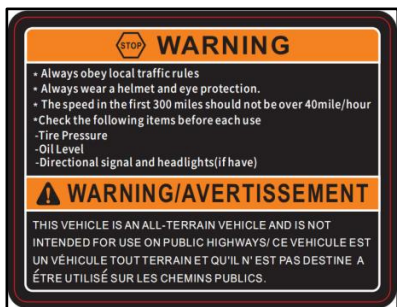 STOP WARNING
* Always obey local traffic rules
* Always wear a helmet and eye protection.
* The speed in the first 300 miles should not be over 40mile/hour
*Check the following items before each use
-Tire Pressure
-Oil Level
-Directional signal and headlights(if have)
WARNING/AVERTISSEMENT
THIS VEHICLE IS AN ALL-TERRAIN VEHICLE AND IS NOT
INTENDED FOR USE ON PUBLIC HIGHWAYS/ CE VEHICULE EST
UN VÉHICULE TOUT TERRAIN ET QU'IL N' EST PAS DESTINE A
ÉTRE UTILISÉ SUR LES CHEMINS PUBLICS.